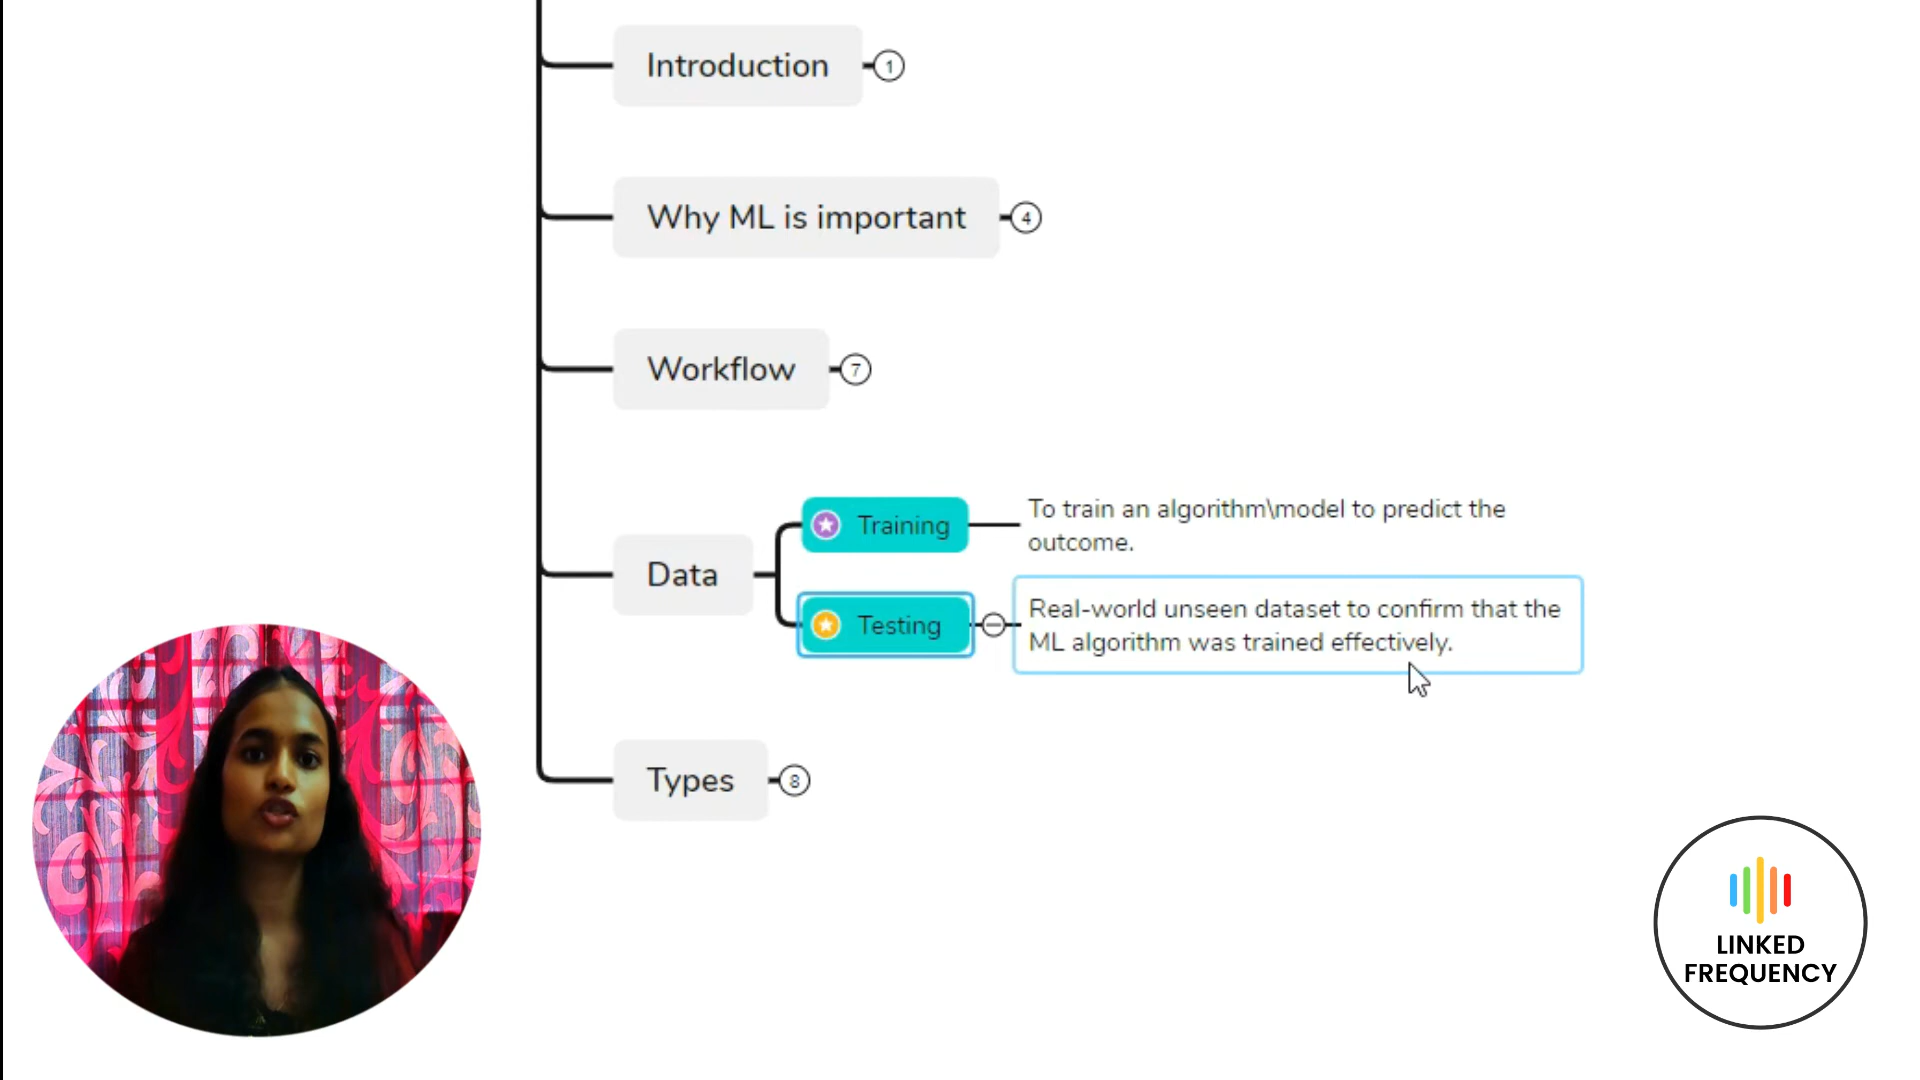 Introduction
1
Why ML is important
4
Workflow
7
Data
Training
To train an algorithm\model to predict the
outcome.
Testing
Real-world unseen dataset to confirm that the
ML algorithm was trained effectively.
Types
8
LINKED
FREQUENCY